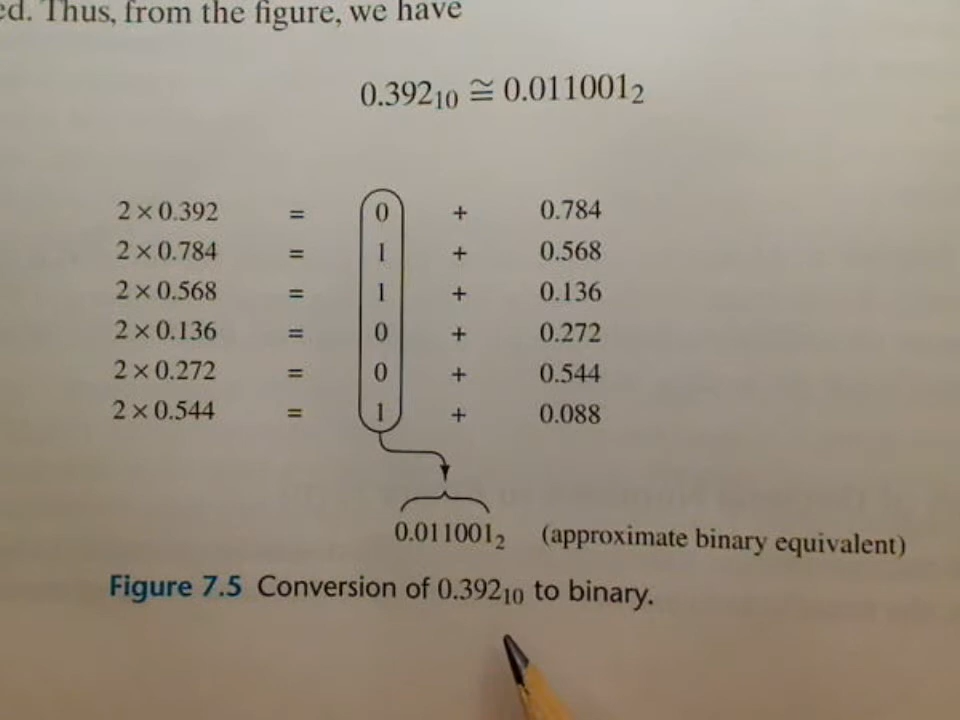 ed. Thus, from the figure, we have
0.392₁₀ ≅ 0.011001₂
2 × 0.392 = 0 + 0.784
2 × 0.784 = 1 + 0.568
2 × 0.568 = 1 + 0.136
2 × 0.136 = 0 + 0.272
2 × 0.272 = 0 + 0.544
2 × 0.544 = 1 + 0.088
0.011001₂ (approximate binary equivalent)
Figure 7.5 Conversion of 0.392₁₀ to binary.